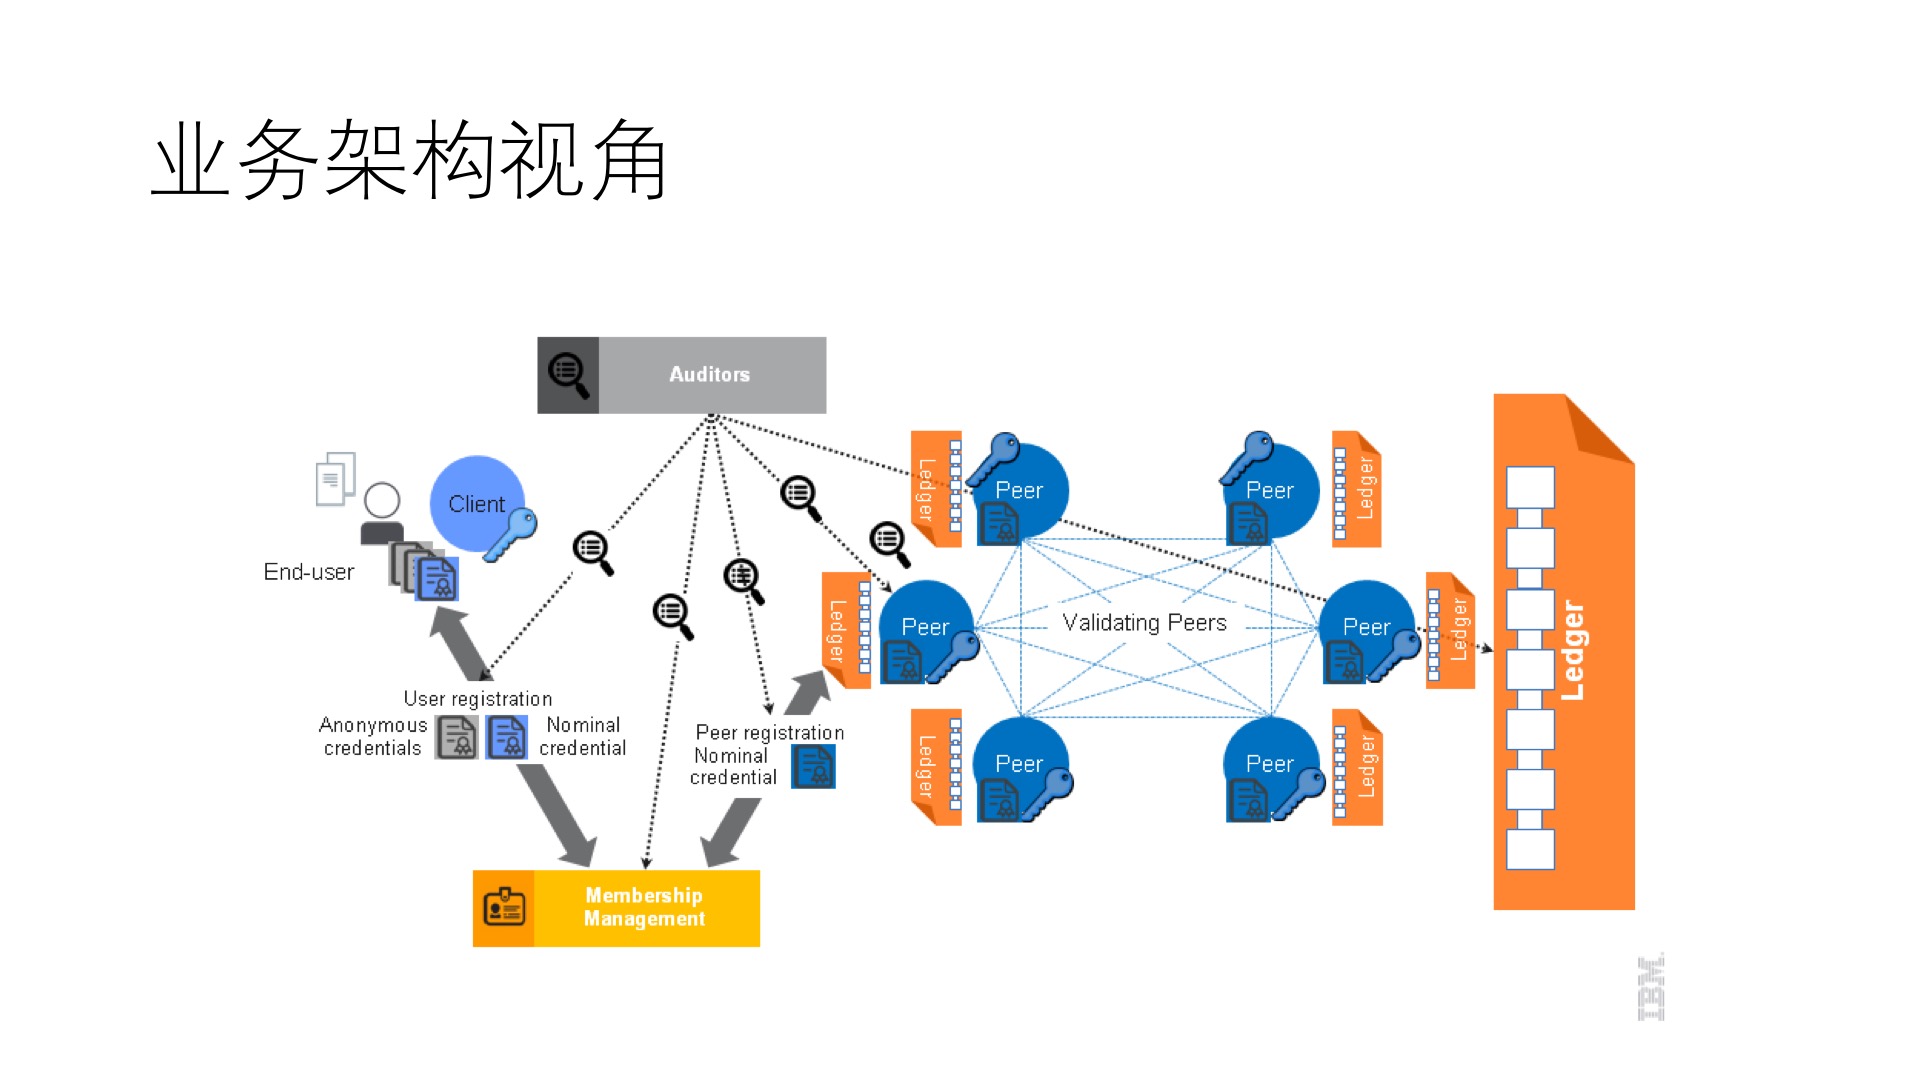 业务架构视角
Auditors
Client
End-user
User registration
Anonymous
credentials
Nominal
credential
Peer registration
Nominal
credential
Membership
Management
Ledger
Peer
Peer
Ledger
Ledger
Peer
Validating Peers
Peer
Ledger
Ledger
Peer
Peer
Ledger
Ledger
IBM